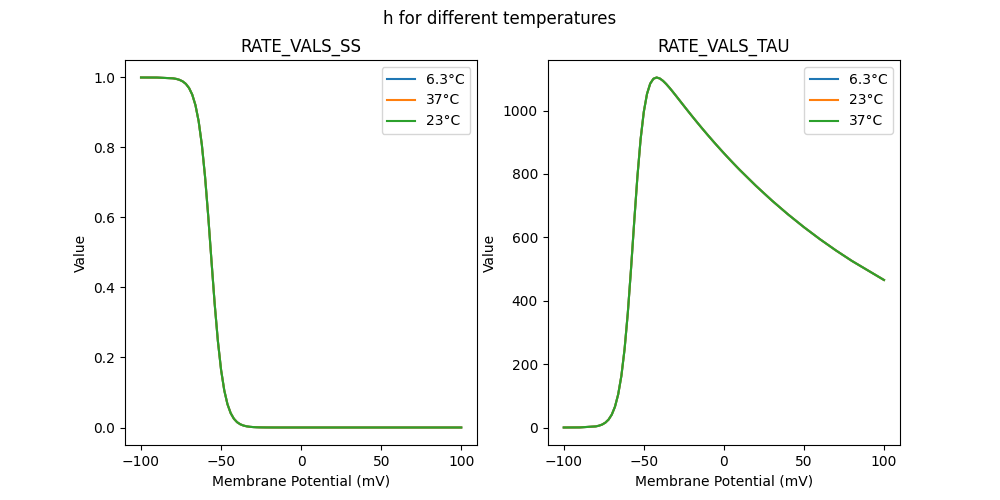 h for different temperatures
RATE_VALS_SS
1.0
0.8
0.6
0.4
0.2
0.0
Value
−100
−50
0
50
100
Membrane Potential (mV)
6.3°C
37°C
23°C
RATE_VALS_TAU
1000
800
600
400
200
0
Value
−100
−50
0
50
100
Membrane Potential (mV)
6.3°C
23°C
37°C